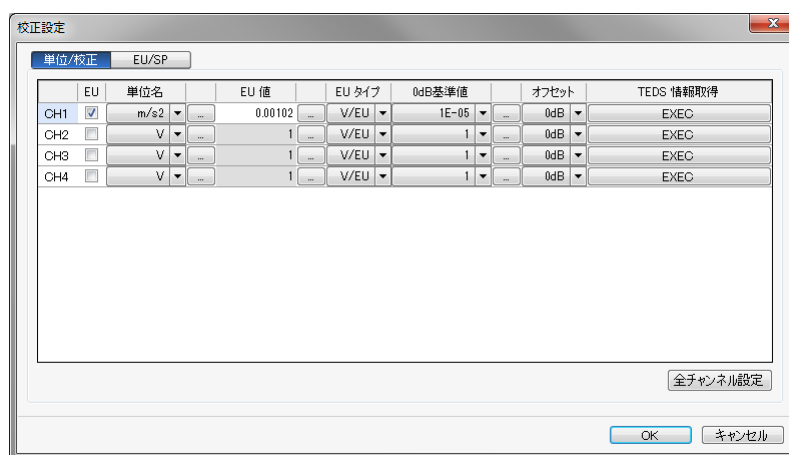 校正設定
単位/校正 EU/SP
EU 単位名 EU 値 EU タイプ 0dB基準値 オフセット TEDS 情報取得
CH1 m/s2 ... 0.00102 ... V/EU 1E-05 ... 0dB EXEC
CH2 V ... 1 ... V/EU 1 ... 0dB EXEC
CH3 V ... 1 ... V/EU 1 ... 0dB EXEC
CH4 V ... 1 ... V/EU 1 ... 0dB EXEC
全チャンネル設定
OK キャンセル